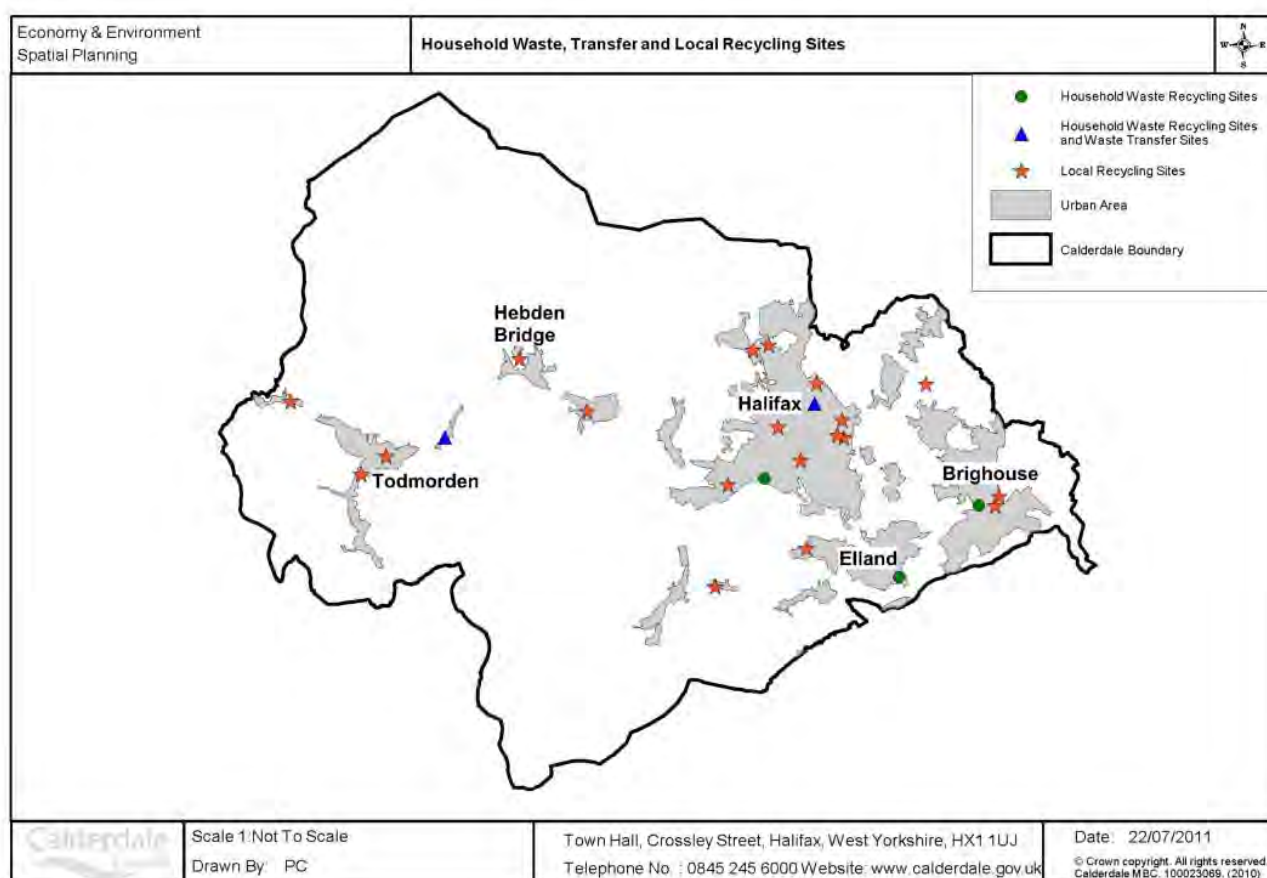 Economy & Environment
Spatial Planning
Household Waste, Transfer and Local Recycling Sites
N
W E
S
Household Waste Recycling Sites
Household Waste Recycling Sites
and Waste Transfer Sites
Local Recycling Sites
Urban Area
Calderdale Boundary
Hebden
Bridge
Halifax
Todmorden
Brighouse
Elland
Calderdale
Scale 1:Not To Scale
Drawn By: PC
Town Hall, Crossley Street, Halifax, West Yorkshire, HX1 1UJ
Telephone No. : 0845 245 6000 Website: www.calderdale.gov.uk
Date: 22/07/2011
© Crown copyright. All rights reserved
Calderdale MBC. 100023069. (2010)